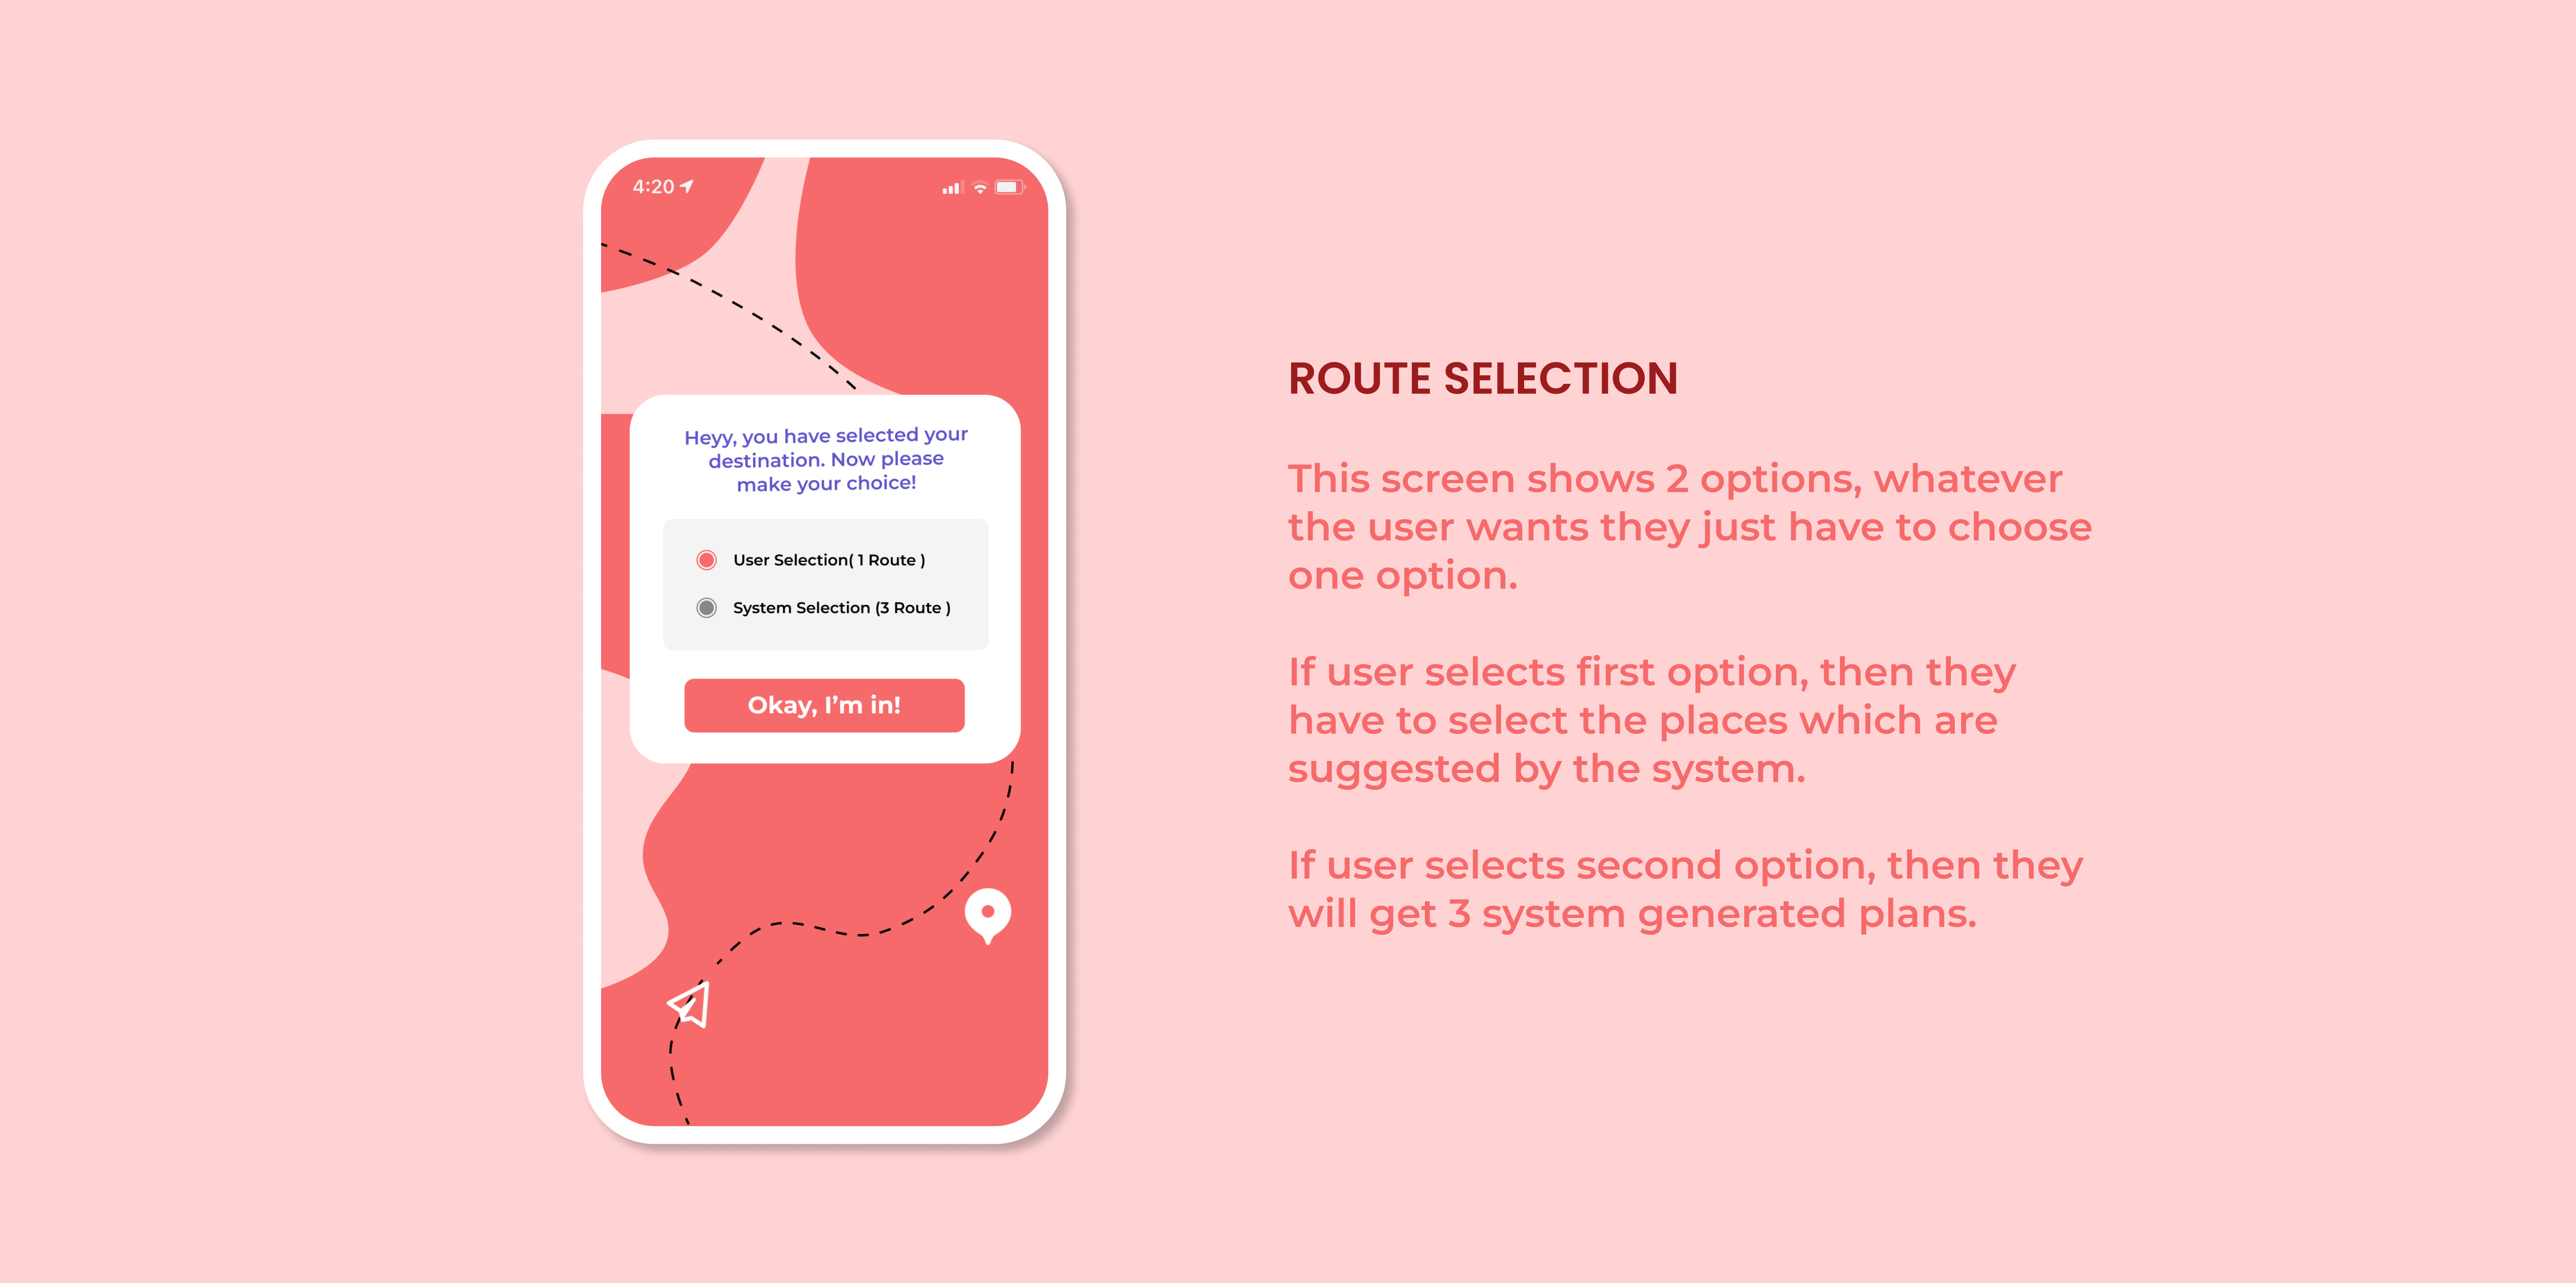 4:20
Heyy, you have selected your
destination. Now please
make your choice!
User Selection( 1 Route )
System Selection (3 Route )
Okay, I’m in!
ROUTE SELECTION
This screen shows 2 options, whatever
the user wants they just have to choose
one option.
If user selects first option, then they
have to select the places which are
suggested by the system.
If user selects second option, then they
will get 3 system generated plans.